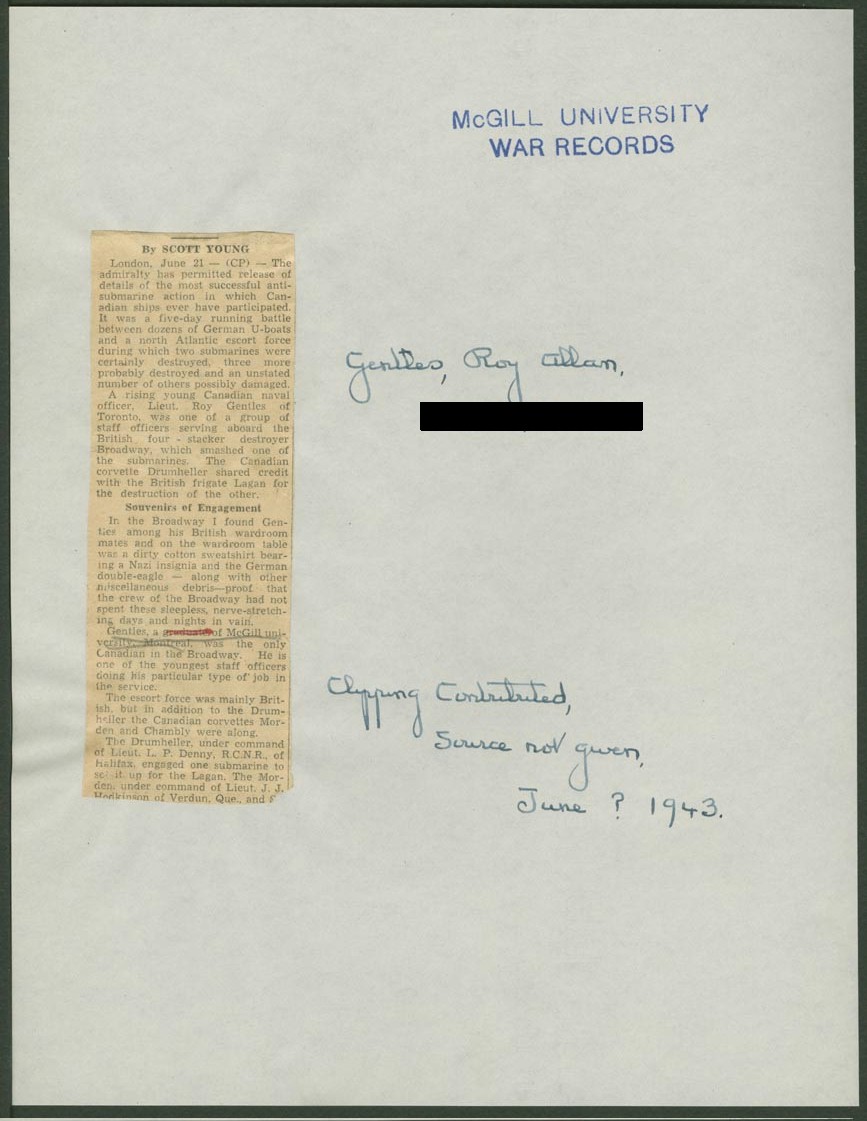 McGILL UNIVERSITY
WAR RECORDS
By SCOTT YOUNG
London, June 21 — (CP) — The
admiralty has permitted release of
details of the most successful anti-
submarine action in which Can-
adian ships ever have participated.
It was a five-day running battle
between dozens of German U-boats
and a north Atlantic escort force
during which two submarines were
certainly destroyed, three more
probably destroyed and an unstated
number of others possibly damaged.
A rising young Canadian naval
officer, Lieut. Roy Gentles of
Toronto, was one of a group of
staff officers serving aboard the
British four - stacker destroyer
Broadway, which smashed one of
the submarines. The Canadian
corvette Drumheller shared credit
with the British frigate Lagan for
the destruction of the other.
Souvenirs of Engagement
In the Broadway I found Gen-
tles among his British wardroom
mates and on the wardroom table
was a dirty cotton sweatshirt bear-
ing a Nazi insignia and the German
double-eagle — along with other
miscellaneous debris—proof that
the crew of the Broadway had not
spent these sleepless, nerve-stretch-
ing days and nights in vain.
Gentles, a graduate of McGill uni-
versity, Montreal, was the only
Canadian in the Broadway. He is
one of the youngest staff officers
doing his particular type of job in
the service.
The escort force was mainly Brit-
ish, but in addition to the Drum-
heller the Canadian corvettes Mor-
den and Chambly were along.
The Drumheller, under command
of Lieut. L. P. Denny, R.C.N.R., of
Halifax, engaged one submarine to
set it up for the Lagan. The Mor-
den, under command of Lieut. J. J.
Hodkinson of Verdun, Que., and
Gentles, Roy Allan,
Clipping Contributed,
Source not given,
June ? 1943.